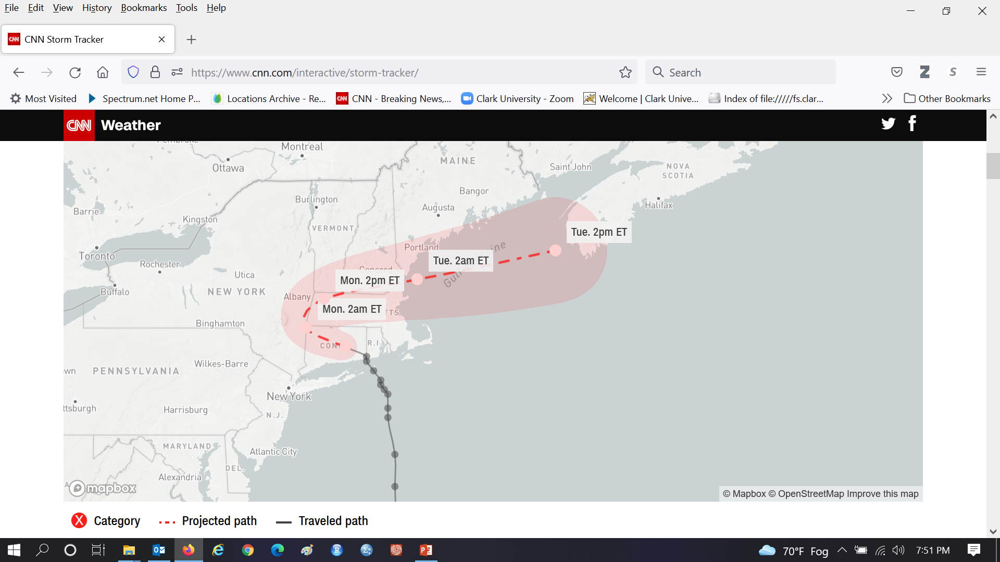 File Edit View History Bookmarks Tools Help
CNN CNN Storm Tracker
https://www.cnn.com/interactive/storm-tracker/
Search
Z S
Most Visited Spectrum.net Home P... Locations Archive - Re... CNN CNN - Breaking News,... Clark University - Zoom Welcome | Clark Unive... Index of file://///fs.clar... Other Bookmarks
CNN Weather
Montreal
Ottawa
MAINE
Saint John
NOVA
SCOTIA
Bangor
Burlington
Halifax
Barrie
Augusta
Kingston
VERMONT
Tue. 2pm ET
Portland
Toronto
Tue. 2am ET
Rochester
Utica
Concord
Mon. 2pm ET
Buffalo
NEW YORK
Albany
Mon. 2am ET
TTS
Binghamton
CON
R.I.
Wilkes-Barre
wn
PENNSYLVANIA
New York
ttsburgh
Harrisburg
N.J.
MARYLAND
Atlantic City
DEL.
Alexandria
mapbox
© Mapbox © OpenStreetMap Improve this map
X Category Projected path Traveled path
70°F Fog 7:51 PM